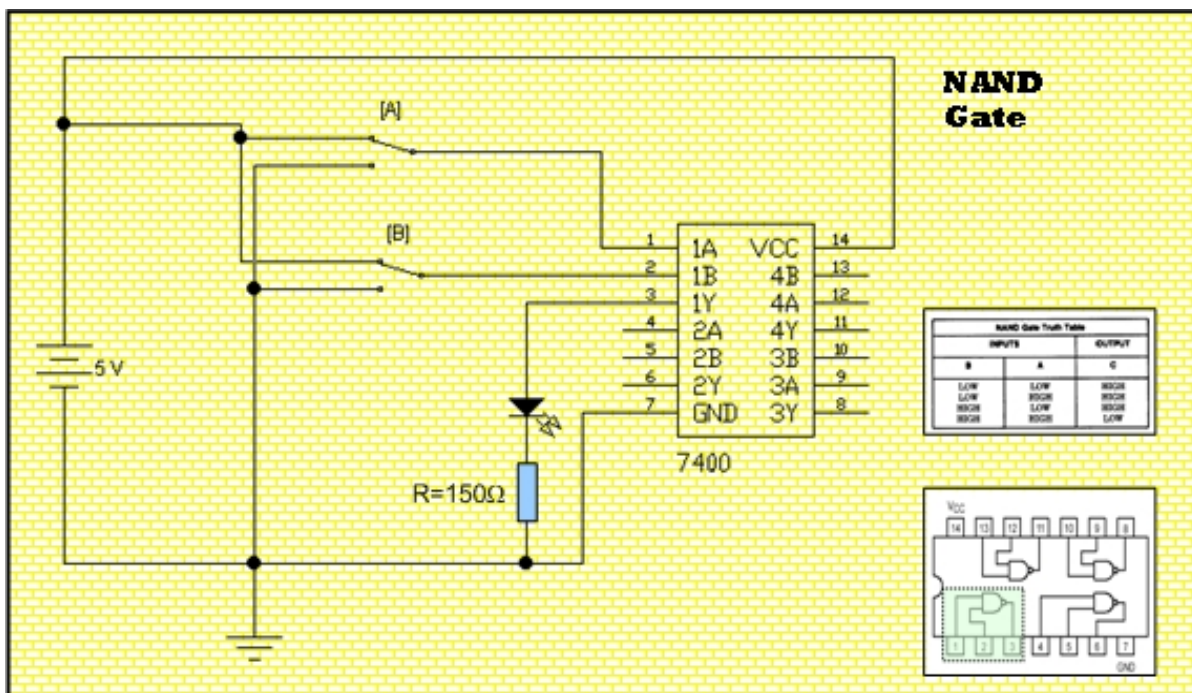 NAND
Gate
[A]
[B]
1 1A VCC 14
2 1B 4B 13
3 1Y 4A 12
4 2A 4Y 11
5 2B 3B 10
6 2Y 3A 9
7 GND 3Y 8
7400
5 V
R=150Ω
NAND Gate Truth Table
INPUTS OUTPUT
B A C
LOW LOW HIGH
LOW HIGH HIGH
HIGH LOW HIGH
HIGH HIGH LOW
VCC
14 13 12 11 10 9 8
1 2 3 4 5 6 7
GND